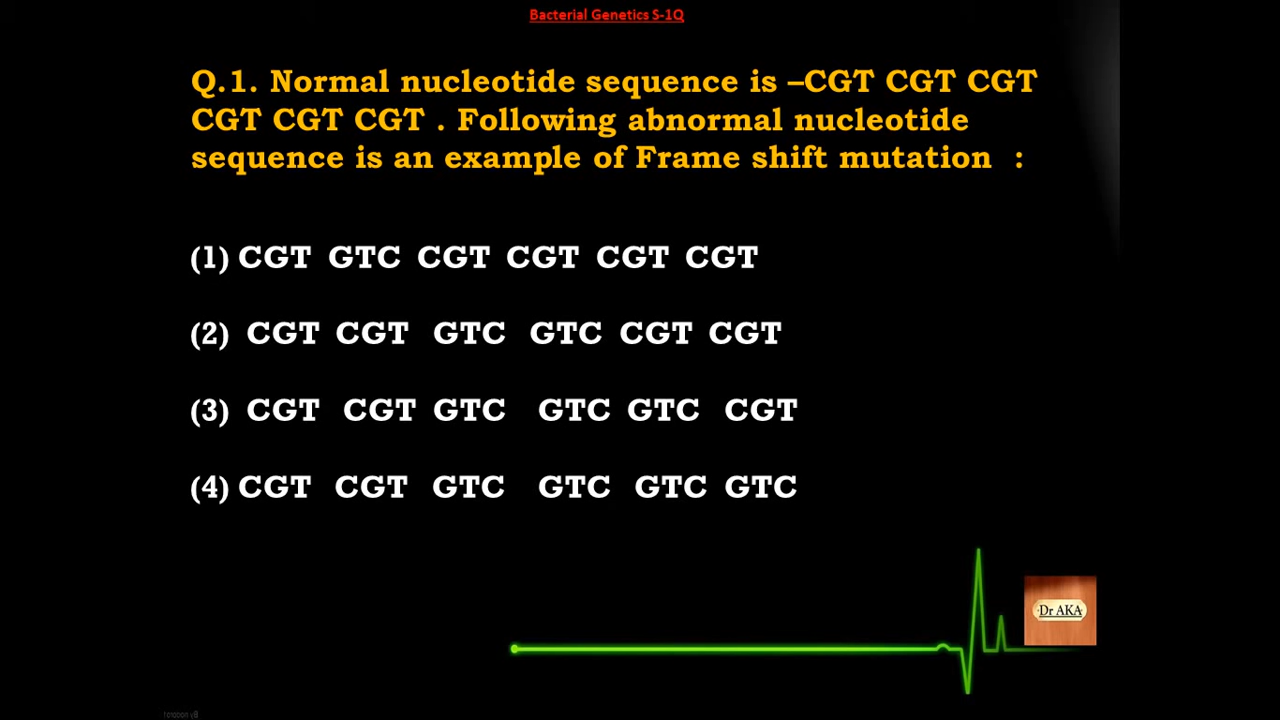 Bacterial Genetics S-1Q
Q.1. Normal nucleotide sequence is –CGT CGT CGT
CGT CGT CGT . Following abnormal nucleotide
sequence is an example of Frame shift mutation :
(1) CGT GTC CGT CGT CGT CGT
(2) CGT CGT GTC GTC CGT CGT
(3) CGT CGT GTC GTC GTC CGT
(4) CGT CGT GTC GTC GTC GTC
Dr AKA